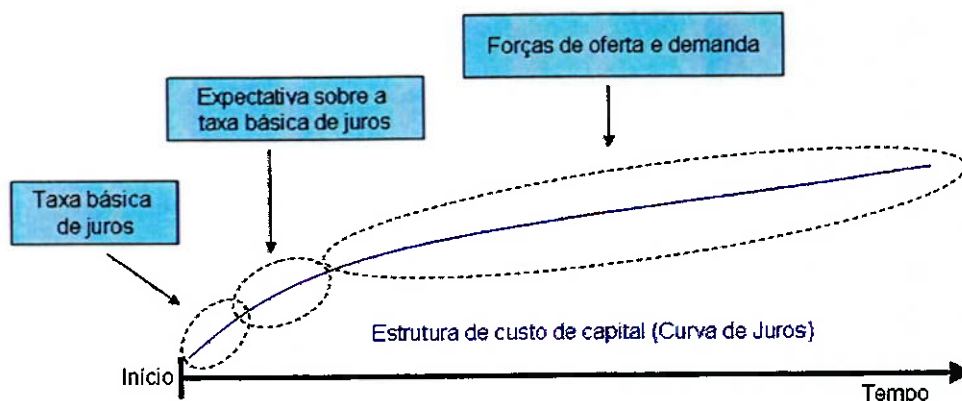 Forças de oferta e demanda
Expectativa sobre a
taxa básica de juros
Taxa básica
de juros
Estrutura de custo de capital (Curva de Juros)
Início
Tempo